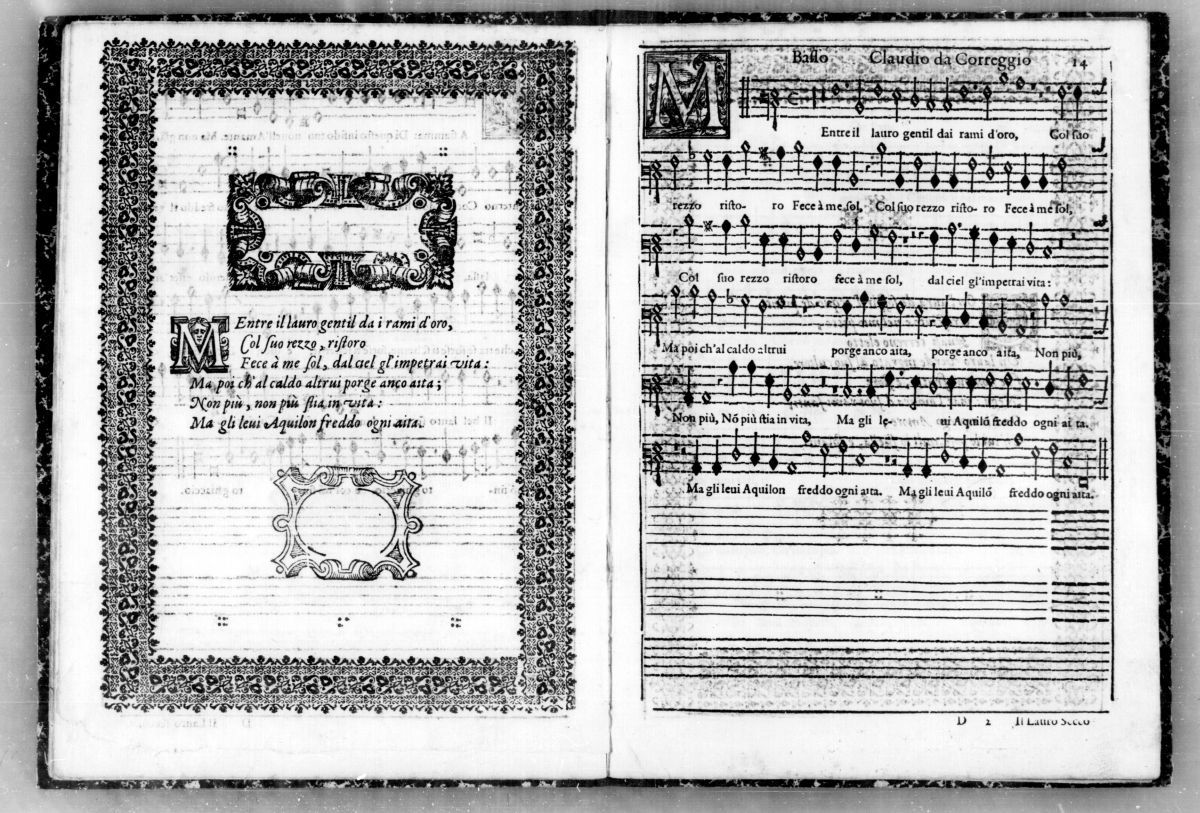 MEntre il lauro gentil da i rami d'oro,
Col suo rezzo, ristoro
Fece à me sol, dal ciel gl'impetrai vita:
Ma poi ch'al caldo altrui porge anco aita;
Non più, non più stia in vita:
Ma gli leui Aquilon freddo ogni aita.
Basso Claudio da Correggio 14
MEntre il lauro gentil dai rami d'oro, Col suo
rezzo risto- ro Fece à me sol, Col suo rezzo risto- ro Fece à me sol,
Col suo rezzo ristoro fece à me sol, dal ciel gl'impetrai vita:
Ma poi ch'al caldo altrui porge anco aita, porge anco aita, Non più,
Non più, Nõ più stia in vita, Ma gli le- ui Aquilõ freddo ogni ai ta.
Ma gli leui Aquilon freddo ogni aita. Ma gli leui Aquilõ freddo ogni aita.
D 2 Il Lauro Secco